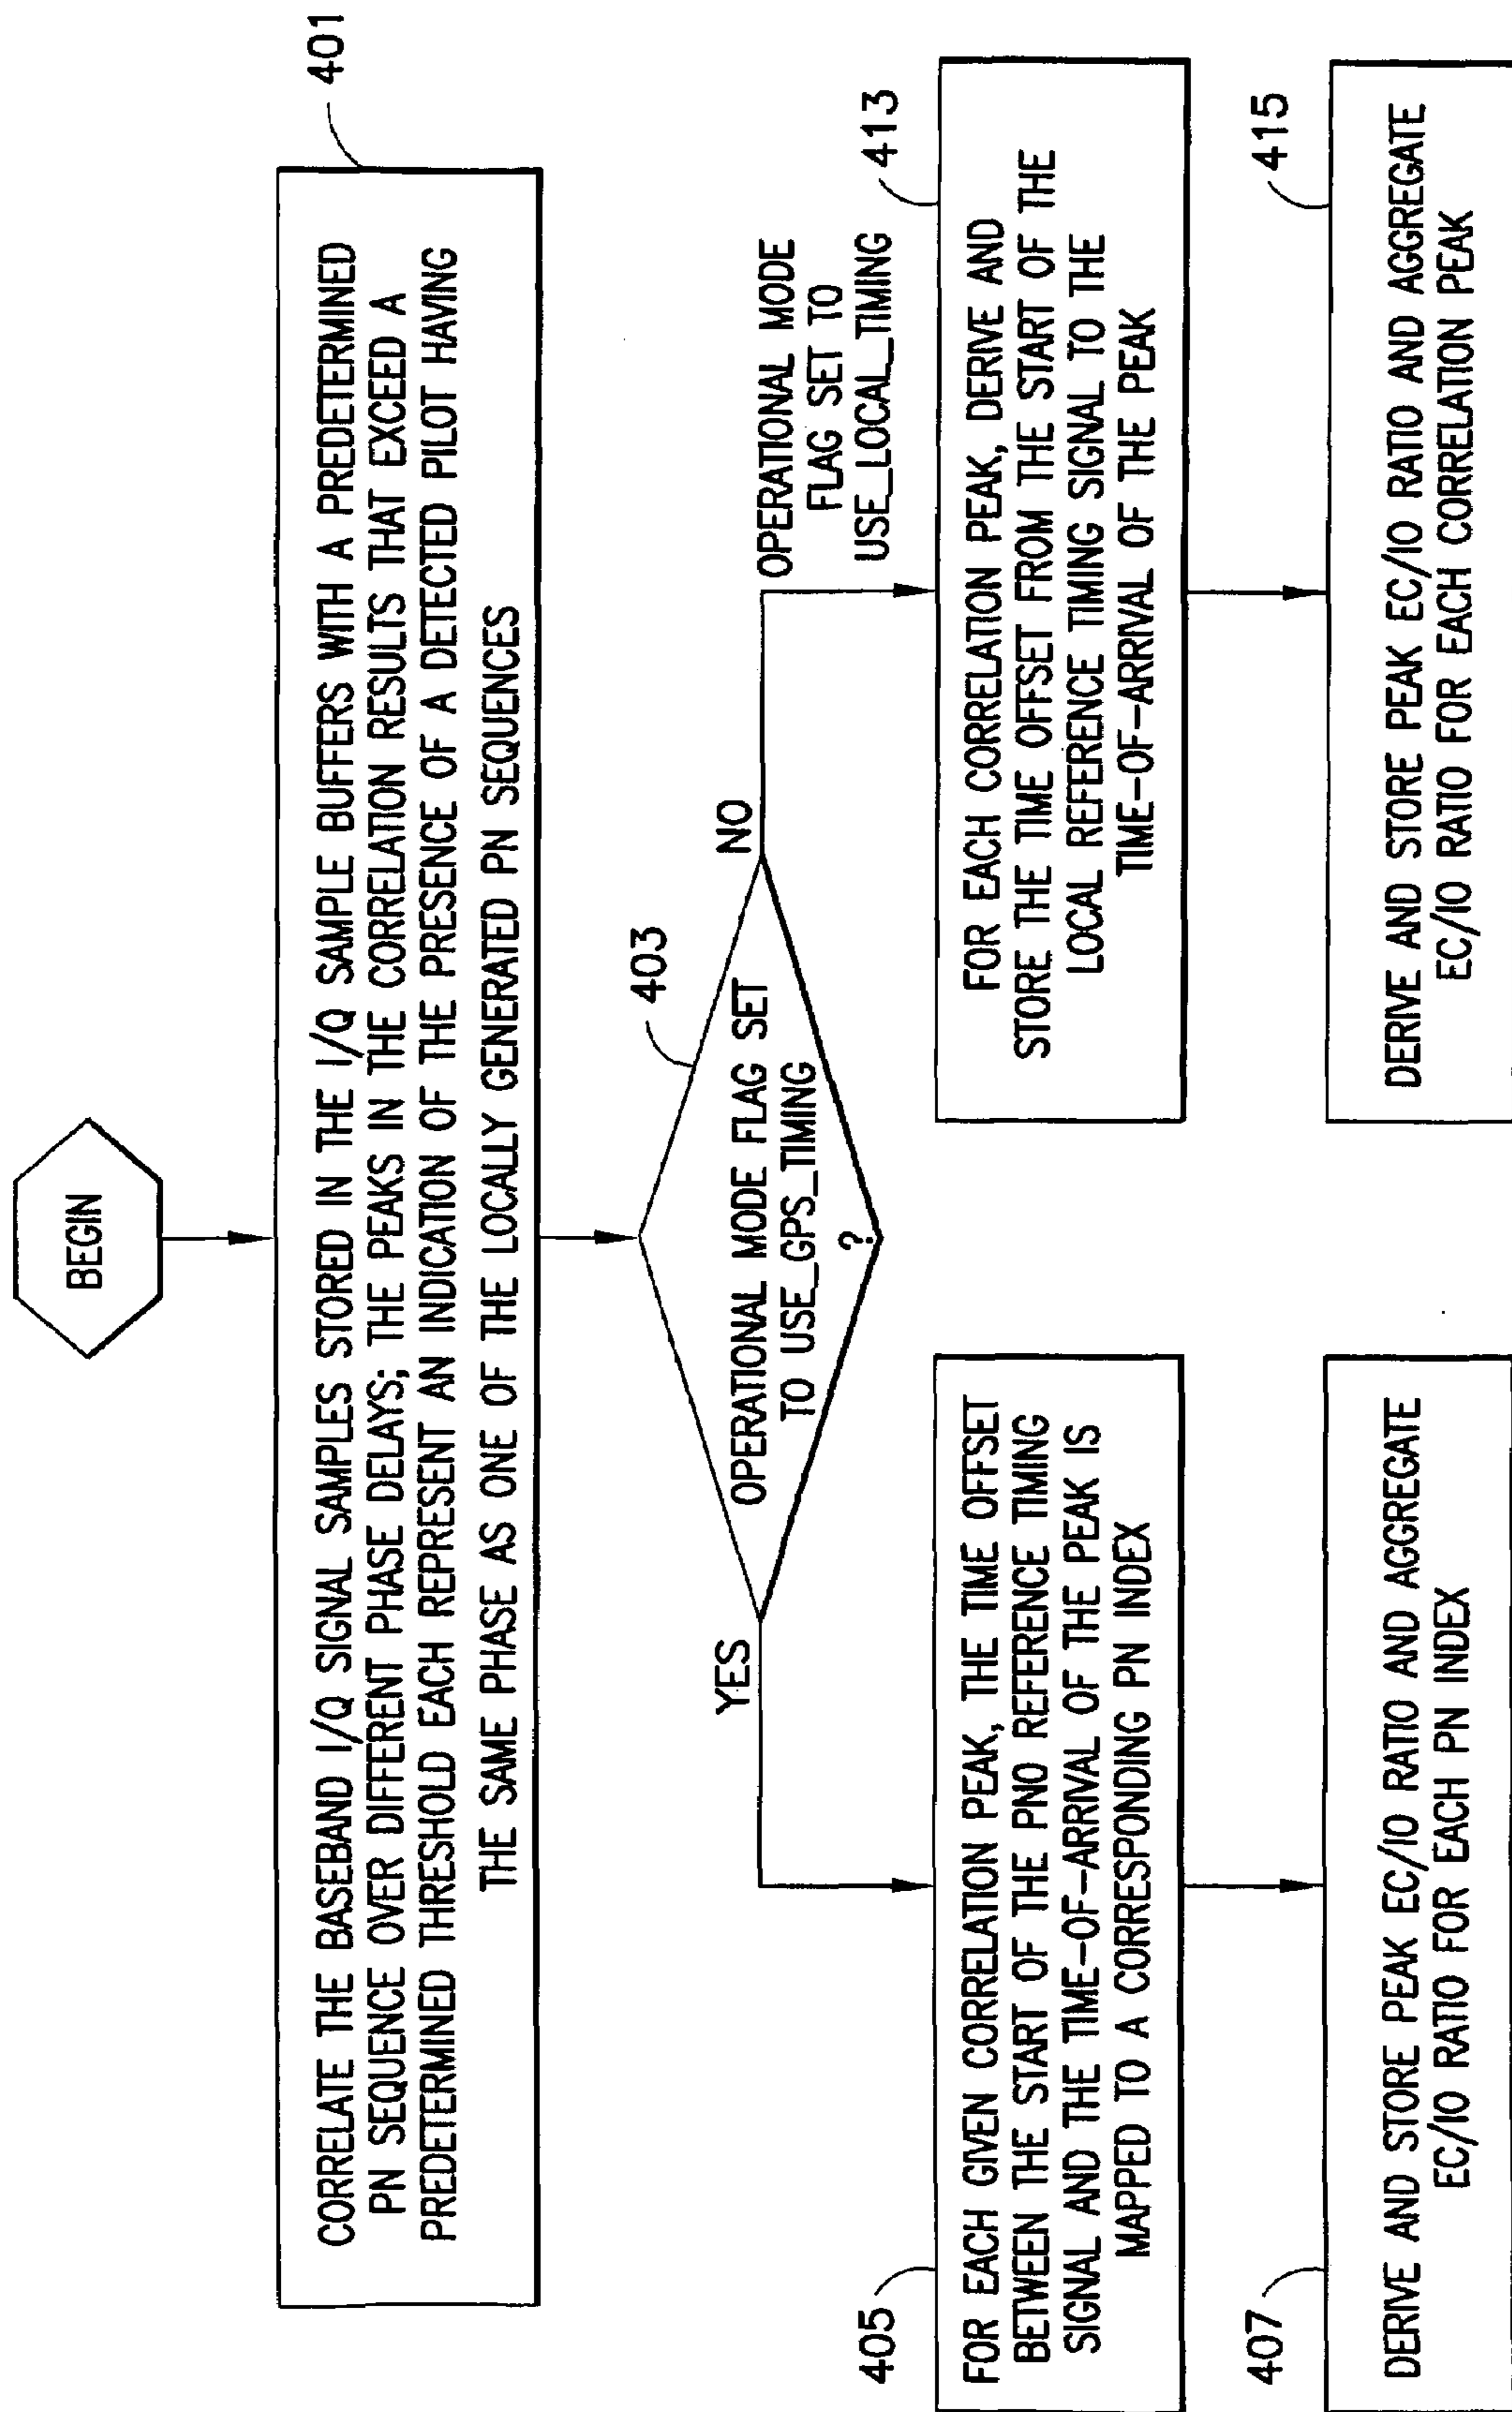 BEGIN
401
CORRELATE THE BASEBAND I/Q SIGNAL SAMPLES STORED IN THE I/Q SAMPLE BUFFERS WITH A PREDETERMINED
PN SEQUENCE OVER DIFFERENT PHASE DELAYS; THE PEAKS IN THE CORRELATION RESULTS THAT EXCEED A
PREDETERMINED THRESHOLD EACH REPRESENT AN INDICATION OF THE PRESENCE OF A DETECTED PILOT HAVING
THE SAME PHASE AS ONE OF THE LOCALLY GENERATED PN SEQUENCES
403
OPERATIONAL MODE FLAG SET
TO USE_GPS_TIMING
?
YES
NO
OPERATIONAL MODE
FLAG SET TO
USE_LOCAL_TIMING
405
FOR EACH GIVEN CORRELATION PEAK, THE TIME OFFSET
BETWEEN THE START OF THE PN0 REFERENCE TIMING
SIGNAL AND THE TIME-OF-ARRIVAL OF THE PEAK IS
MAPPED TO A CORRESPONDING PN INDEX
413
FOR EACH CORRELATION PEAK, DERIVE AND
STORE THE TIME OFFSET FROM THE START OF THE
LOCAL REFERENCE TIMING SIGNAL TO THE
TIME-OF-ARRIVAL OF THE PEAK
407
DERIVE AND STORE PEAK EC/IO RATIO AND AGGREGATE
EC/IO RATIO FOR EACH PN INDEX
415
DERIVE AND STORE PEAK EC/IO RATIO AND AGGREGATE
EC/IO RATIO FOR EACH CORRELATION PEAK